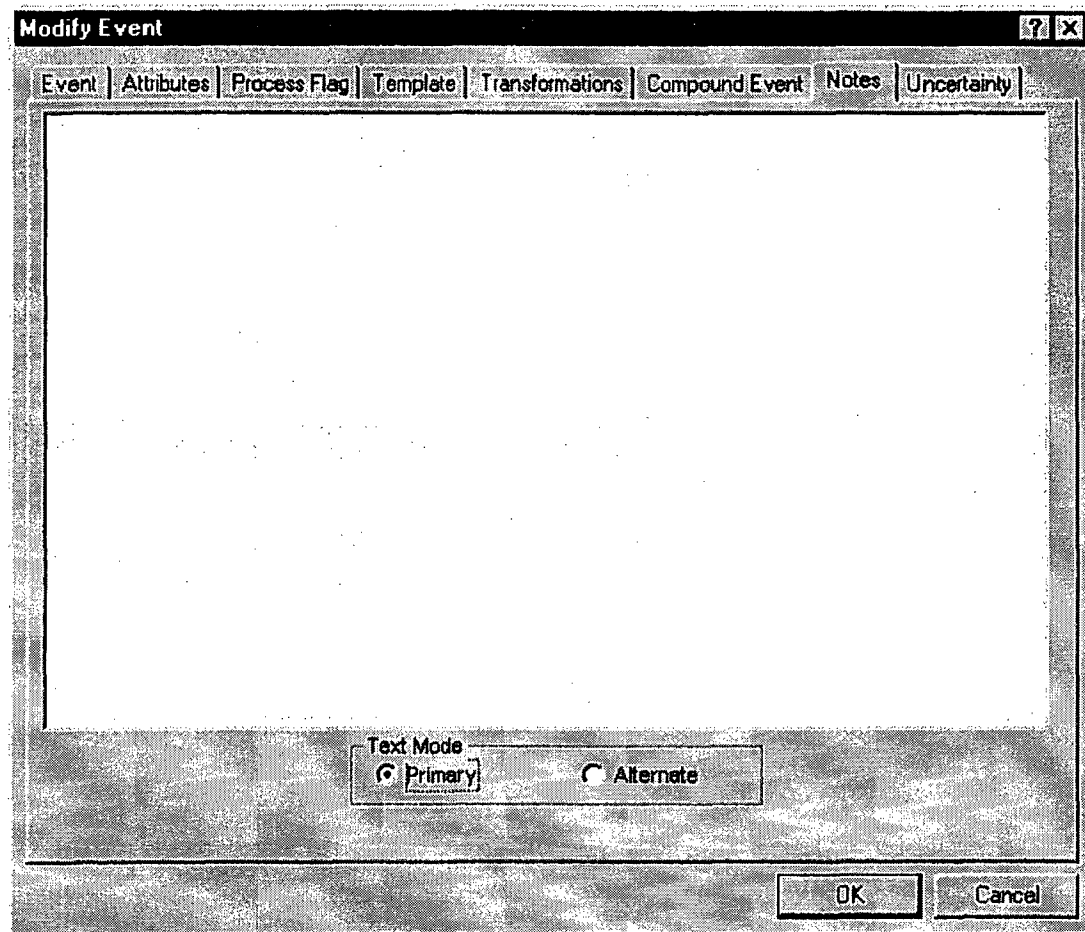 Modify Event
Event Attributes Process Flag Template Transformations Compound Event Notes Uncertainty
Text Mode
Primary Alternate
OK Cancel